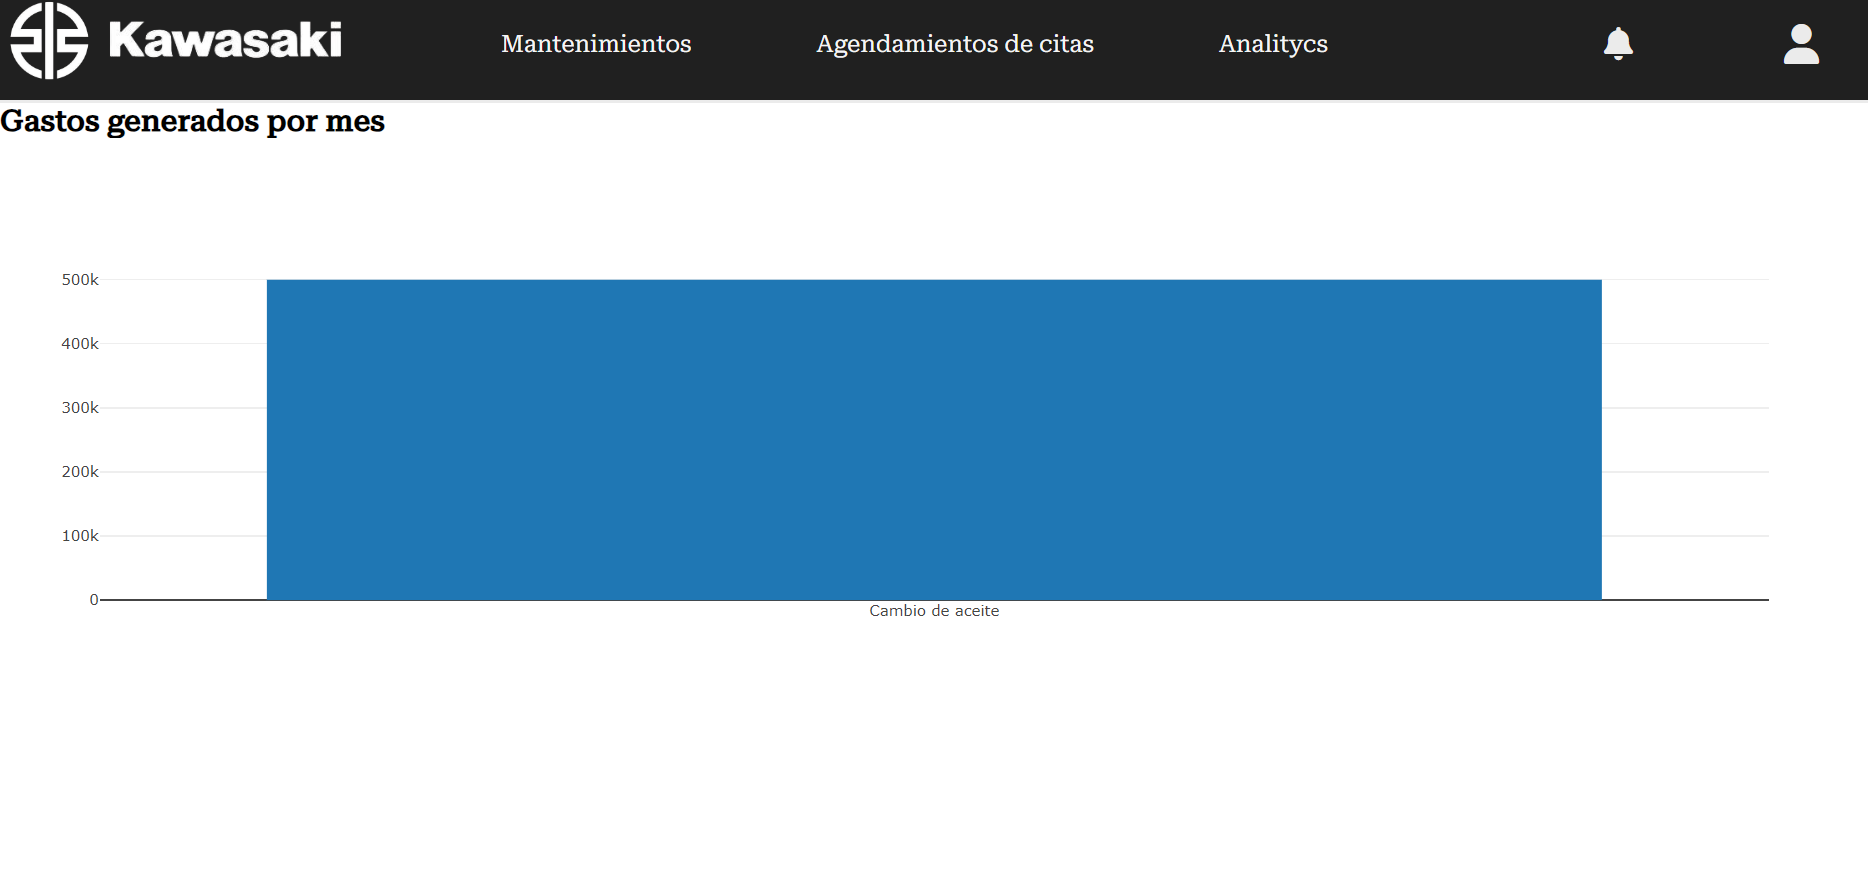 Kawasaki Mantenimientos Agendamientos de citas Analitycs
Gastos generados por mes
500k
400k
300k
200k
100k
0
Cambio de aceite